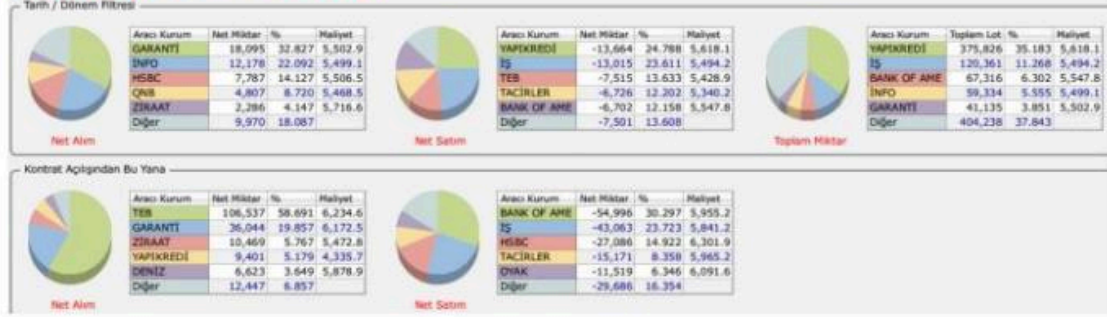 Tarih / Dönem Filtresi
Aracı Kurum Net Miktar % Maliyet
GARANTİ 18,095 32.827 5,502.9
İNFO 12,178 22.092 5,499.1
HSBC 7,787 14.127 5,506.5
QNB 4,807 8.720 5,468.5
ZİRAAT 2,286 4.147 5,716.6
Diğer 9,970 18.087
Net Alım
Aracı Kurum Net Miktar % Maliyet
YAPIKREDİ -13,664 24.788 5,618.1
İŞ -13,015 23.611 5,494.2
TEB -7,515 13.633 5,428.9
TACİRLER -6,726 12.202 5,340.2
BANK OF AME -6,702 12.158 5,547.8
Diğer -7,501 13.608
Net Satım
Aracı Kurum Toplam Lot % Maliyet
YAPIKREDİ 375,826 35.183 5,618.1
İŞ 120,361 11.268 5,494.2
BANK OF AME 67,316 6.302 5,547.8
İNFO 59,334 5.555 5,499.1
GARANTİ 41,135 3.851 5,502.9
Diğer 404,238 37.843
Toplam Miktar
Kontrat Açılışından Bu Yana
Aracı Kurum Net Miktar % Maliyet
TEB 106,537 58.691 6,234.6
GARANTİ 36,044 19.857 6,172.5
ZİRAAT 10,469 5.767 5,472.8
YAPIKREDİ 9,401 5.179 4,335.7
DENİZ 6,623 3.649 5,878.9
Diğer 12,447 6.857
Net Alım
Aracı Kurum Net Miktar % Maliyet
BANK OF AME -54,996 30.297 5,955.2
İŞ -43,063 23.723 5,841.2
HSBC -27,086 14.922 6,301.9
TACİRLER -15,171 8.358 5,965.2
OYAK -11,519 6.346 6,091.6
Diğer -29,686 16.354
Net Satım